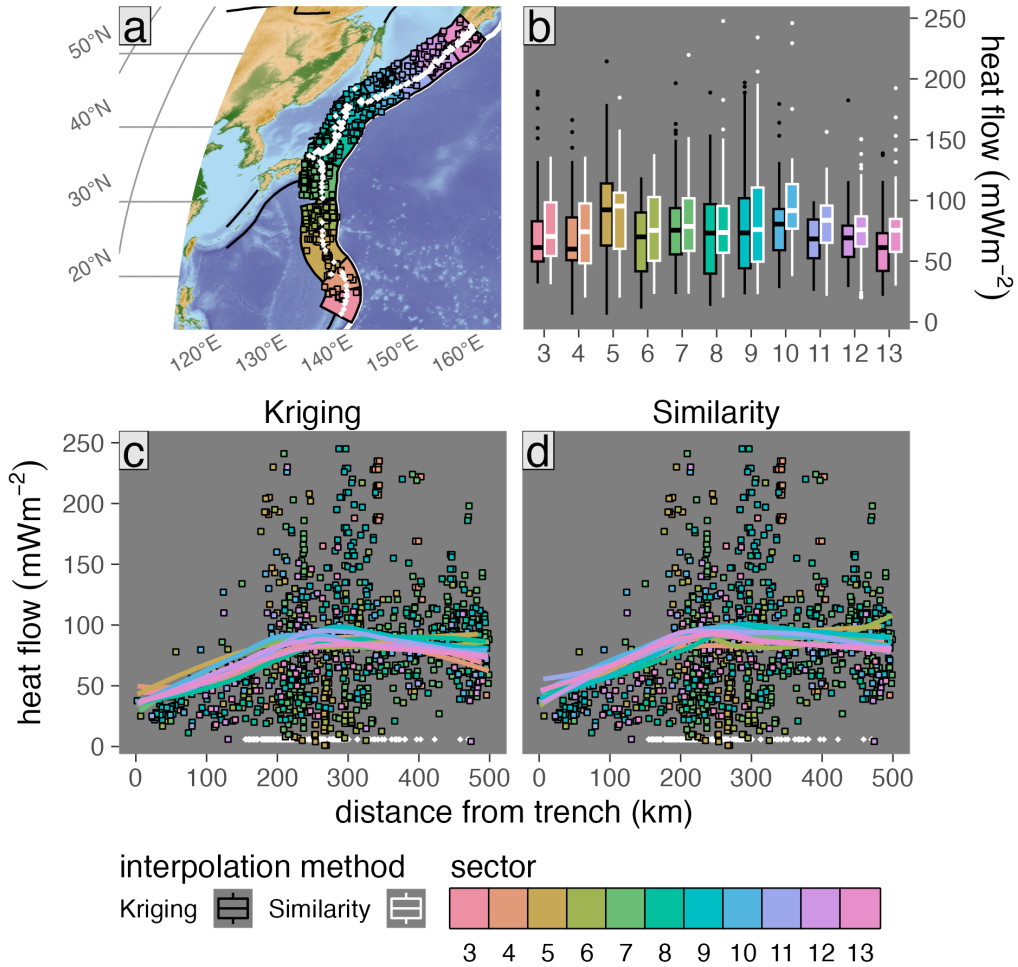 a
50°N
40°N
30°N
20°N
120°E 130°E 140°E 150°E 160°E
b
250
200
150
100
50
0
heat flow (mWm⁻²)
3 4 5 6 7 8 9 10 11 12 13
Kriging
Similarity
c
d
250
200
150
100
50
0
heat flow (mWm⁻²)
0 100 200 300 400 500
0 100 200 300 400 500
distance from trench (km)
interpolation method
Kriging
Similarity
sector
3 4 5 6 7 8 9 10 11 12 13